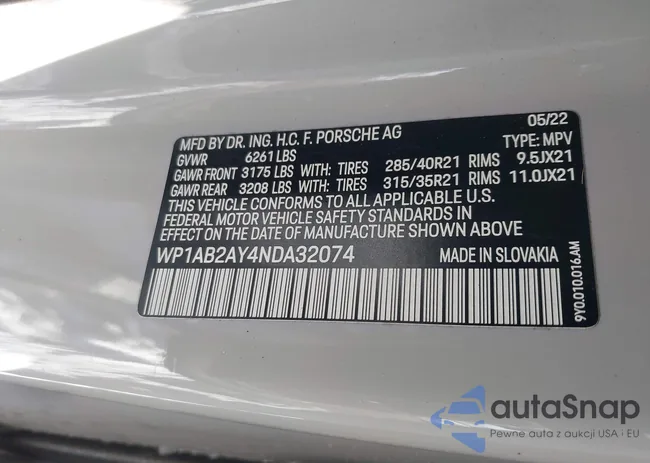 MFD BY DR. ING. H.C. F. PORSCHE AG 05/22
GVWR 6261 LBS TYPE: MPV
GAWR FRONT 3175 LBS WITH: TIRES 285/40R21 RIMS 9.5JX21
GAWR REAR 3208 LBS WITH: TIRES 315/35R21 RIMS 11.0JX21
THIS VEHICLE CONFORMS TO ALL APPLICABLE U.S.
FEDERAL MOTOR VEHICLE SAFETY STANDARDS IN
EFFECT ON THE DATE OF MANUFACTURE SHOWN ABOVE
WP1AB2AY4NDA32074 MADE IN SLOVAKIA
9Y0.010.016.AM
autaSnap
Pewne auta z aukcji USA · EU